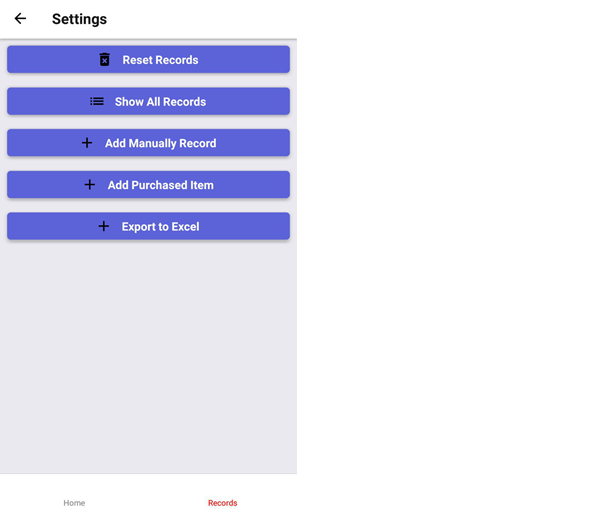 Settings
Reset Records
Show All Records
Add Manually Record
Add Purchased Item
Export to Excel
Home
Records